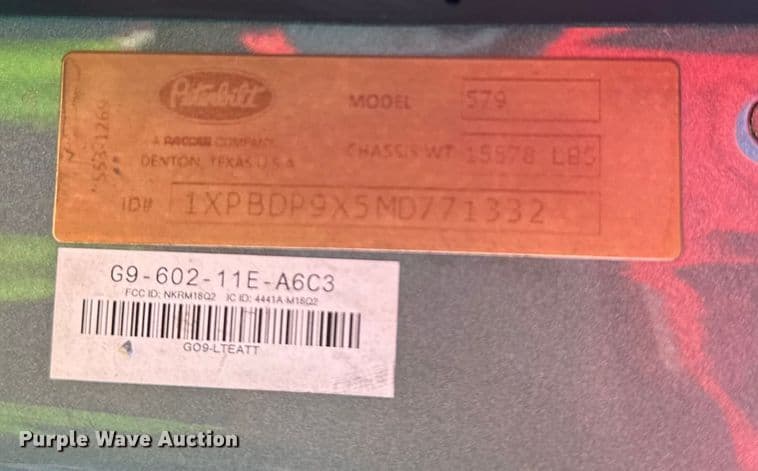 Peterbilt
A PACCAR COMPANY
DENTON, TEXAS U.S.A
MODEL 579
CHASSIS WT 15578 LBS
ID# 1XPBDP9X5MD771332
G9-602-11E-A6C3
FCC ID: NKRM18Q2 IC ID: 4441A-M18Q2
GO9-LTEATT
Purple Wave Auction